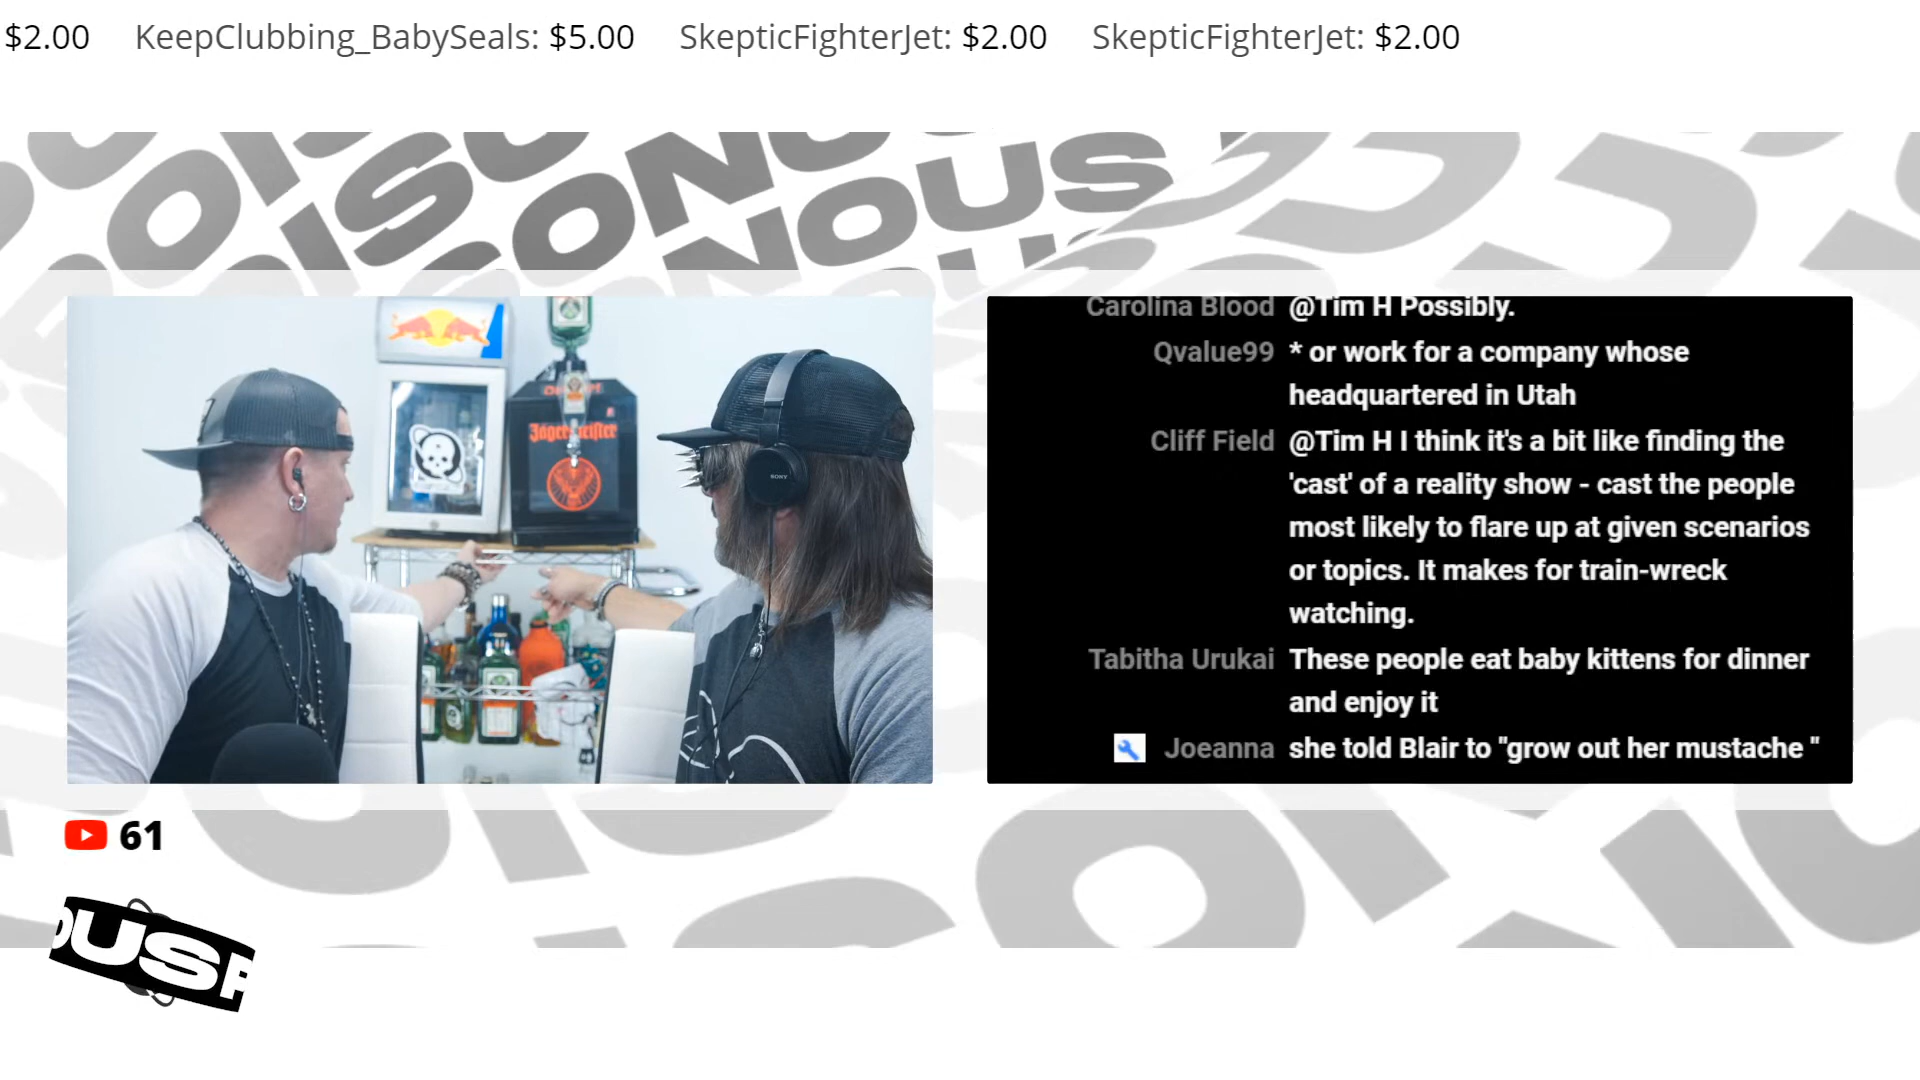 $2.00 KeepClubbing_BabySeals: $5.00 SkepticFighterJet: $2.00 SkepticFighterJet: $2.00
NOUS
Jägermeister
SONY
Carolina Blood @Tim H Possibly.
Qvalue99 * or work for a company whose
headquartered in Utah
Cliff Field @Tim H I think it's a bit like finding the
'cast' of a reality show - cast the people
most likely to flare up at given scenarios
or topics. It makes for train-wreck
watching.
Tabitha Urukai These people eat baby kittens for dinner
and enjoy it
Joeanna she told Blair to "grow out her mustache "
61
OUSP